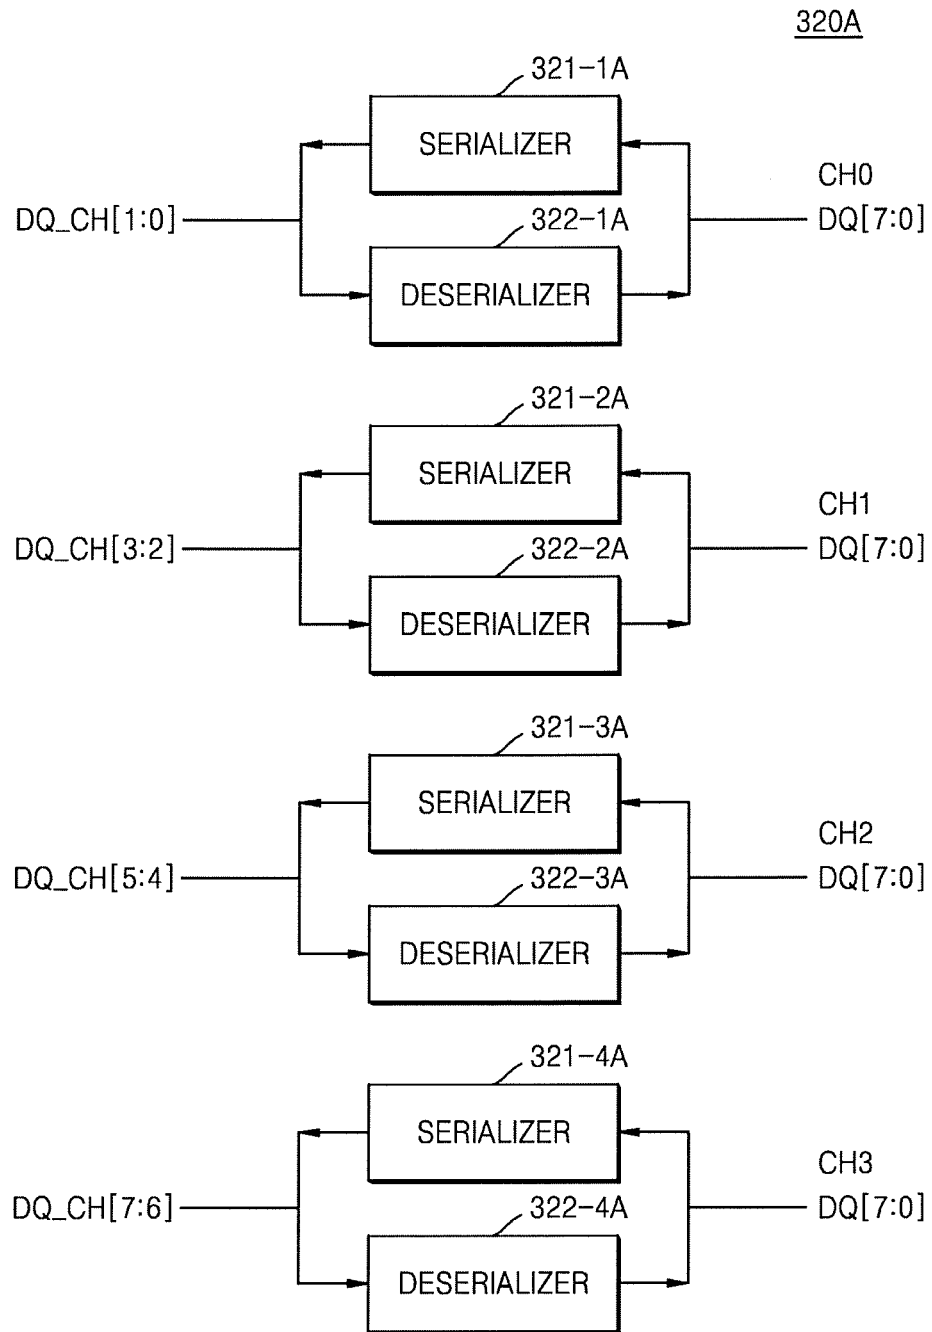 320A
321-1A
SERIALIZER
CH0
DQ_CH[1:0]
322-1A
DQ[7:0]
DESERIALIZER
321-2A
SERIALIZER
CH1
DQ_CH[3:2]
322-2A
DQ[7:0]
DESERIALIZER
321-3A
SERIALIZER
CH2
DQ_CH[5:4]
322-3A
DQ[7:0]
DESERIALIZER
321-4A
SERIALIZER
CH3
DQ_CH[7:6]
322-4A
DQ[7:0]
DESERIALIZER